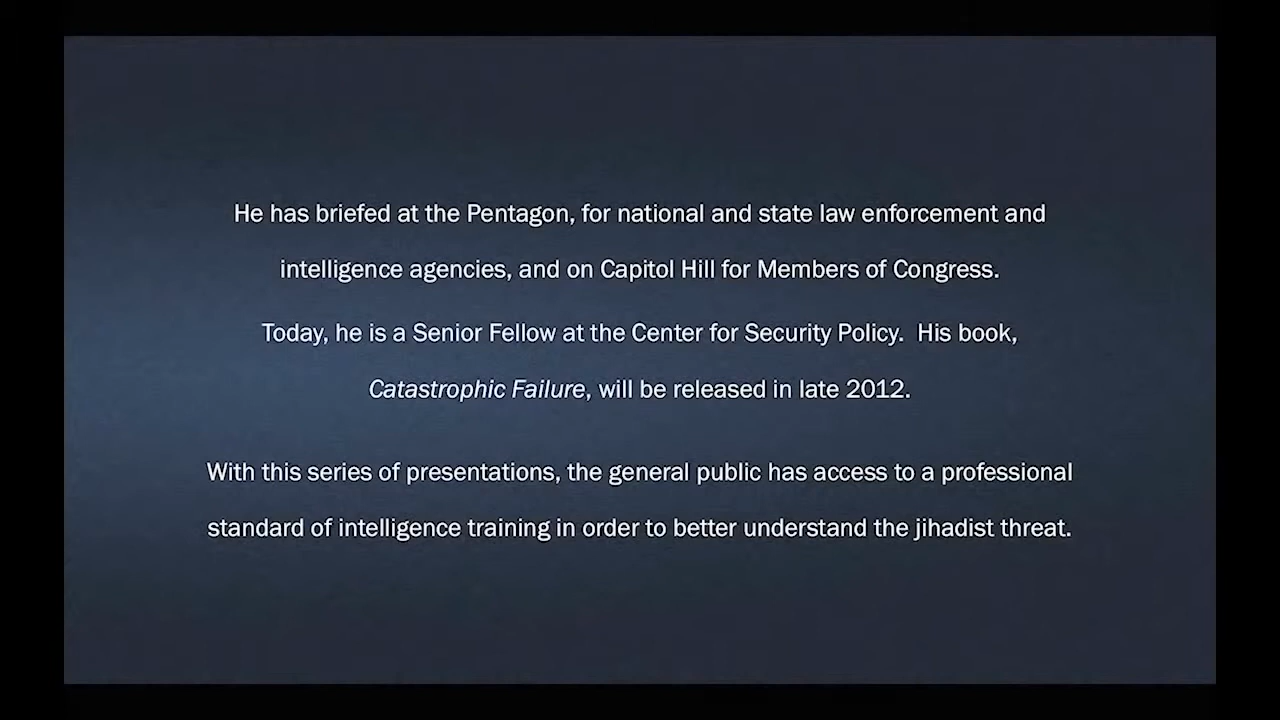 He has briefed at the Pentagon, for national and state law enforcement and
intelligence agencies, and on Capitol Hill for Members of Congress.
Today, he is a Senior Fellow at the Center for Security Policy.  His book,
Catastrophic Failure, will be released in late 2012.
With this series of presentations, the general public has access to a professional
standard of intelligence training in order to better understand the jihadist threat.